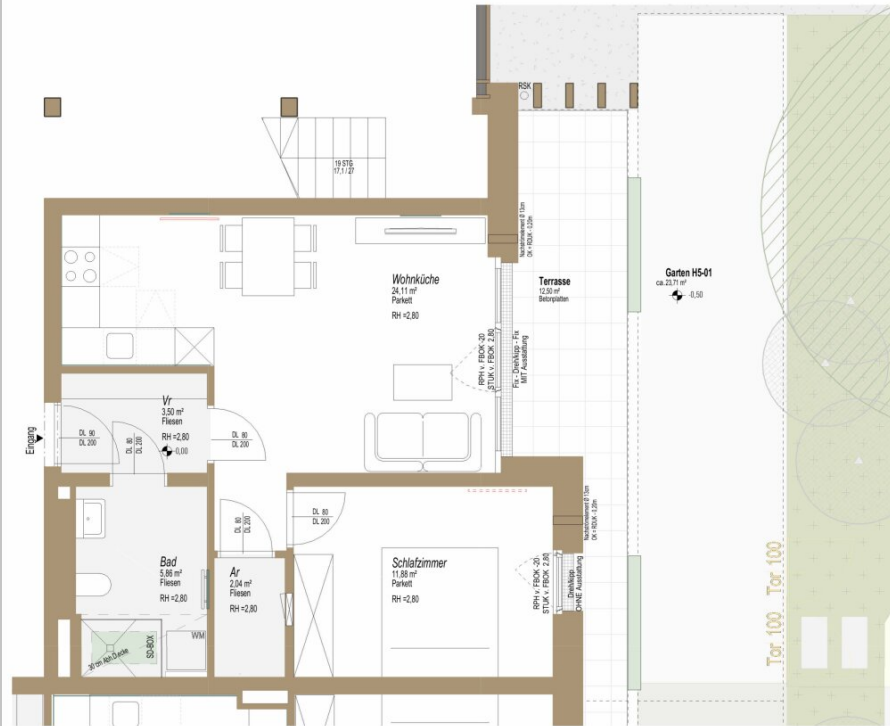 RSK
19 STG
17,1 / 27
Wohnküche
24,11 m²
Parkett
RH =2,80
Terrasse
12,50 m²
Betonplatten
Garten H5-01
ca. 23,71 m²
-0,50
RPH v. FBOK -20
STUK v. FBOK 2,80
Fix - Dreh/kipp - Fix
MIT Ausstattung
Eingang
Vr
3,50 m²
Fliesen
RH =2,80
-0,00
DL 90
DL 200
DL 80
DL 200
DL 80
DL 200
DL 80
DL 200
DL 80
DL 200
Bad
5,86 m²
Fliesen
RH =2,80
Ar
2,04 m²
Fliesen
RH =2,80
Schlafzimmer
11,88 m²
Parkett
RH =2,80
RPH v. FBOK -20
STUK v. FBOK 2,80
Dreh/kipp
OHNE Ausstattung
WM
SD-BOX
Tor 100
Tor 100